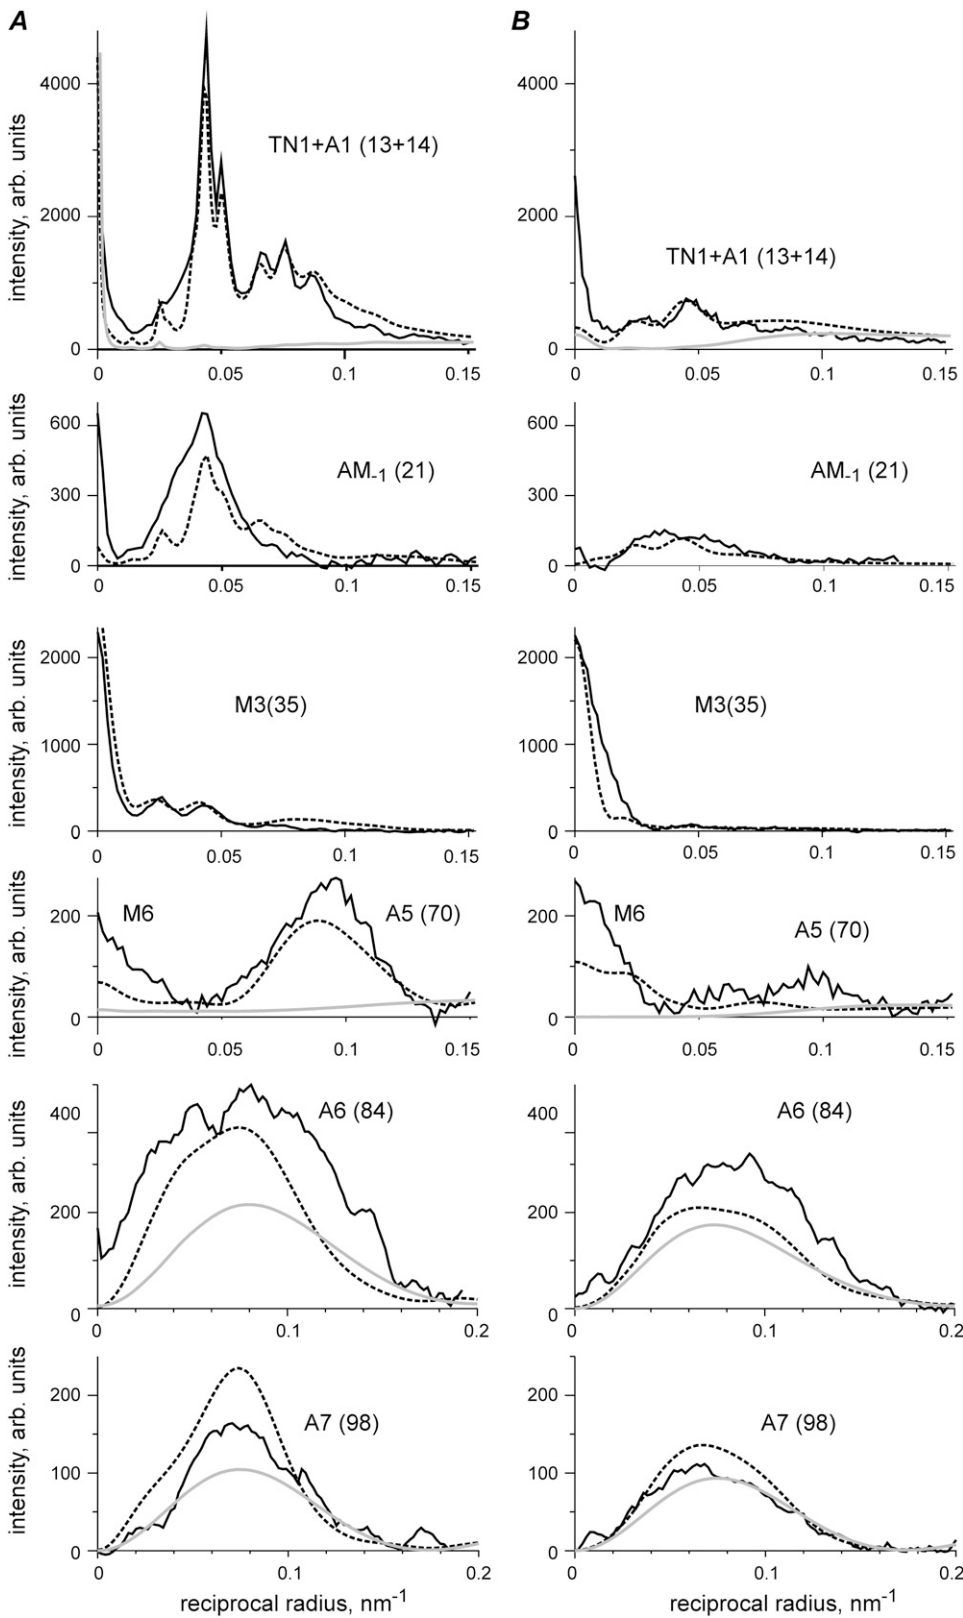 A
B
intensity, arb. units
4000
2000
0
TN1+A1 (13+14)
0 0.05 0.1 0.15
4000
2000
0
TN1+A1 (13+14)
0 0.05 0.1 0.15
intensity, arb. units
600
300
0
AM-1 (21)
0 0.05 0.1 0.15
600
300
0
AM-1 (21)
0 0.05 0.1 0.15
intensity, arb. units
2000
1000
0
M3(35)
0 0.05 0.1 0.15
2000
1000
0
M3(35)
0 0.05 0.1 0.15
intensity, arb. units
200
0
M6
A5 (70)
0 0.05 0.1 0.15
200
0
M6
A5 (70)
0 0.05 0.1 0.15
intensity, arb. units
400
200
0
A6 (84)
0 0.1 0.2
400
200
0
A6 (84)
0 0.1 0.2
intensity, arb. units
200
100
0
A7 (98)
0 0.1 0.2
reciprocal radius, nm-1
200
100
0
A7 (98)
0 0.1 0.2
reciprocal radius, nm-1